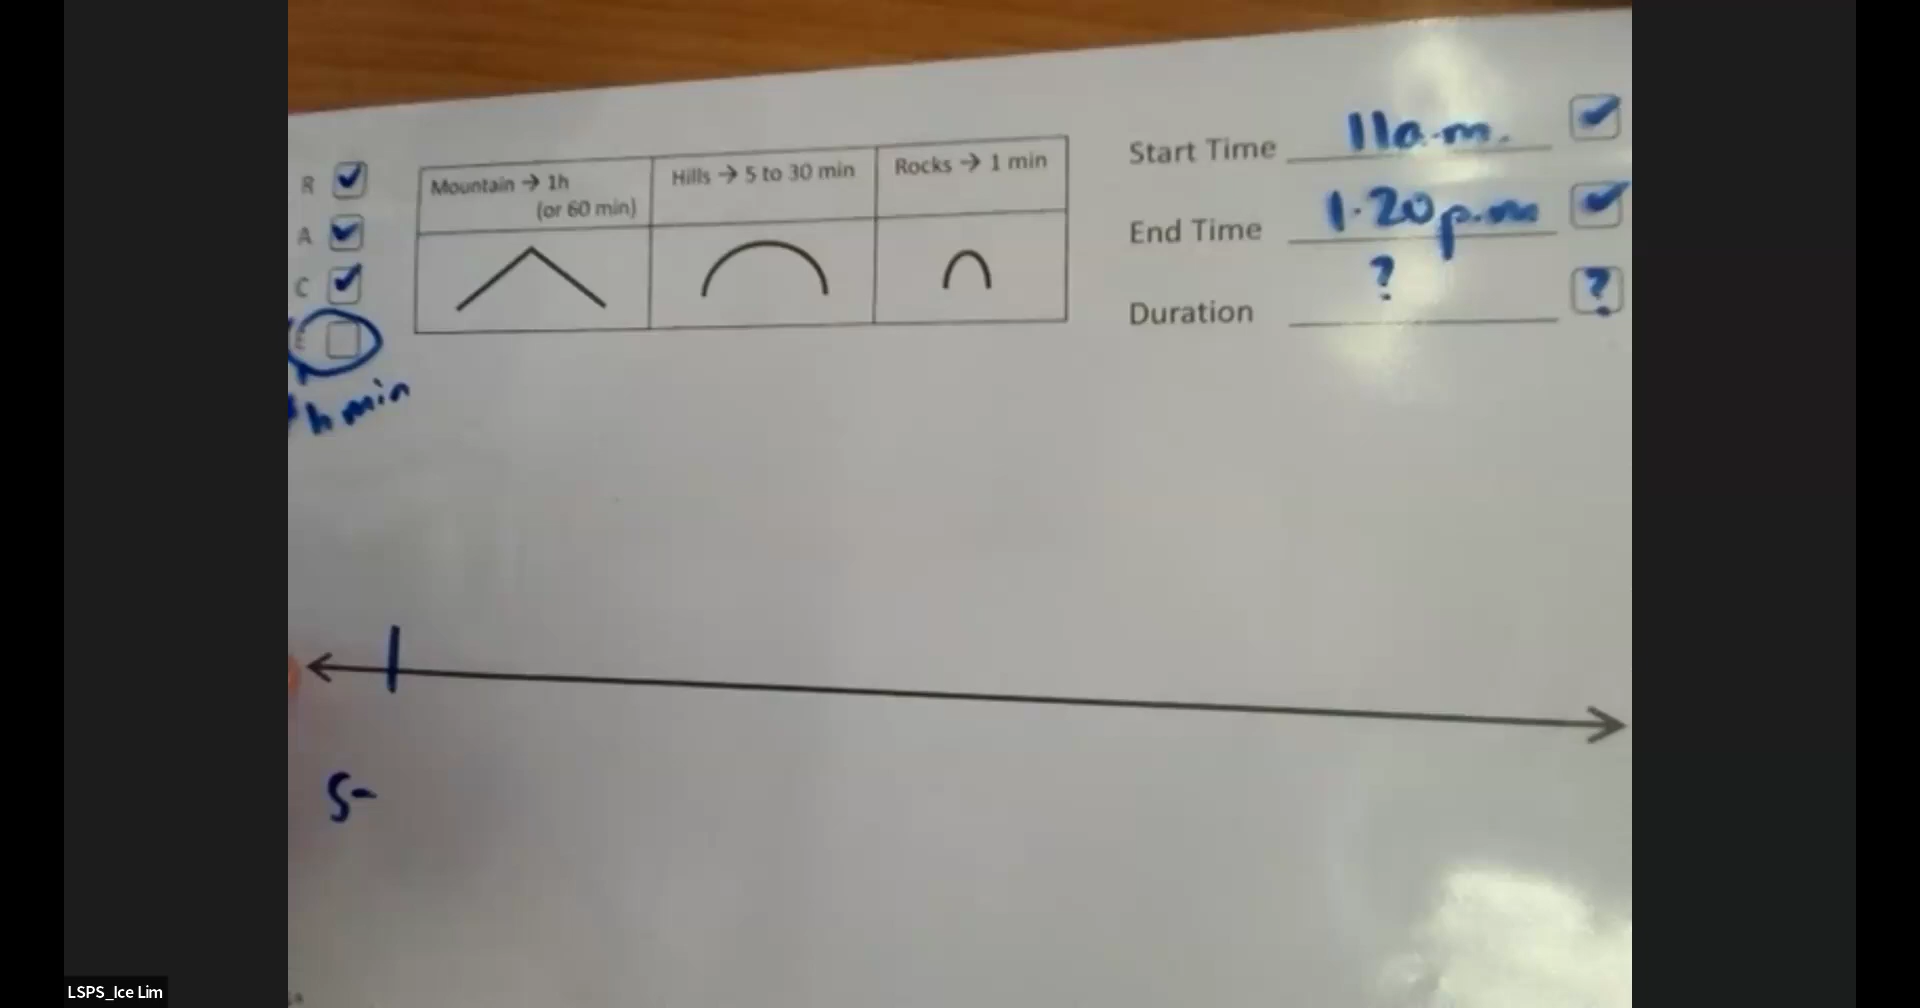 R
A
C
E
h min
Mountain → 1h
(or 60 min)
Hills → 5 to 30 min
Rocks → 1 min
Start Time 11a.m.
End Time 1.20p.m
?
Duration
?
S-
LSPS_Ice Lim